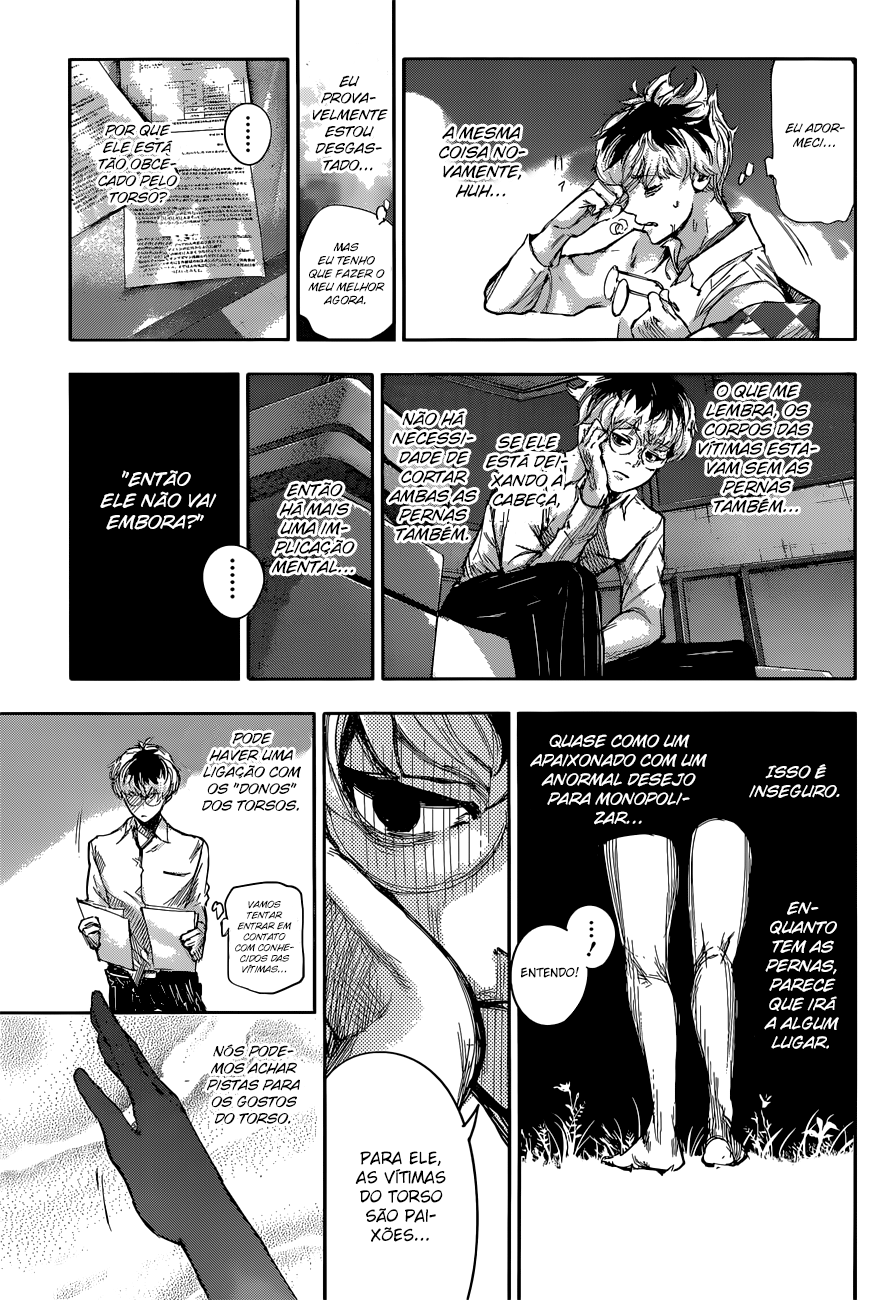 EU ADOR-
MECI...
A MESMA
COISA NO-
VAMENTE,
HUH...
EU
PROVA-
VELMENTE
ESTOU
DESGAS-
TADO...
MAS
EU TENHO
QUE FAZER O
MEU MELHOR
AGORA.
......
POR QUE
ELE ESTÁ
TÃO OBCE-
CADO PELO
TORSO?
O QUE ME
LEMBRA, OS
CORPOS DAS
VÍTIMAS ESTA-
VAM SEM AS
PERNAS
TAMBÉM...
SE ELE
ESTÁ DEI-
XANDO A
CABEÇA,
NÃO HÁ
NECESSI-
DADE DE
CORTAR
AMBAS AS
PERNAS
TAMBÉM.
ENTÃO
HÁ MAIS
UMA IM-
PLICAÇÃO
MENTAL...
"ENTÃO
ELE NÃO VAI
EMBORA?"
......
ISSO É
INSEGURO.
EN-
QUANTO
TEM AS
PERNAS,
PARECE
QUE IRÁ
A ALGUM
LUGAR.
QUASE COMO UM
APAIXONADO COM UM
ANORMAL DESEJO
PARA MONOPOLI-
ZAR...
...!
ENTENDO!
PARA ELE,
AS VÍTIMAS
DO TORSO
SÃO PAI-
XÕES...
PODE
HAVER UMA
LIGAÇÃO COM
OS "DONOS"
DOS TORSOS.
VAMOS
TENTAR
ENTRAR EM
CONTATO
COM CONHE-
CIDOS DAS
VÍTIMAS...
NÓS PODE-
MOS ACHAR
PISTAS PARA
OS GOSTOS
DO TORSO.